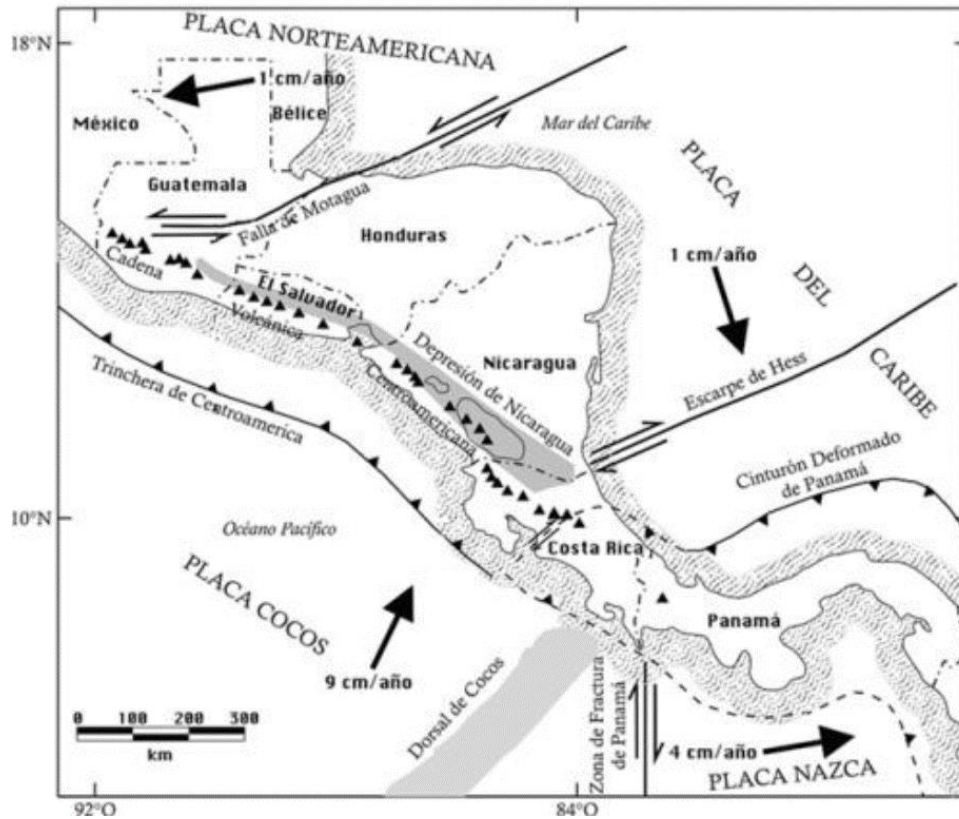 18°N
PLACA NORTEAMERICANA
1 cm/año
México
Bélice
Mar del Caribe
PLACA
DEL
CARIBE
Guatemala
Falla de Motagua
Honduras
1 cm/año
Cadena
Volcánica
Centroamericana
El Salvador
Depresión de Nicaragua
Nicaragua
Escarpe de Hess
Trinchera de Centroamerica
Cinturón Deformado
de Panamá
10°N
Océano Pacífico
Costa Rica
PLACA COCOS
Panamá
9 cm/año
Dorsal de Cocos
Zona de Fractura
de Panamá
4 cm/año
PLACA NAZCA
0 100 200 300
km
92°O
84°O